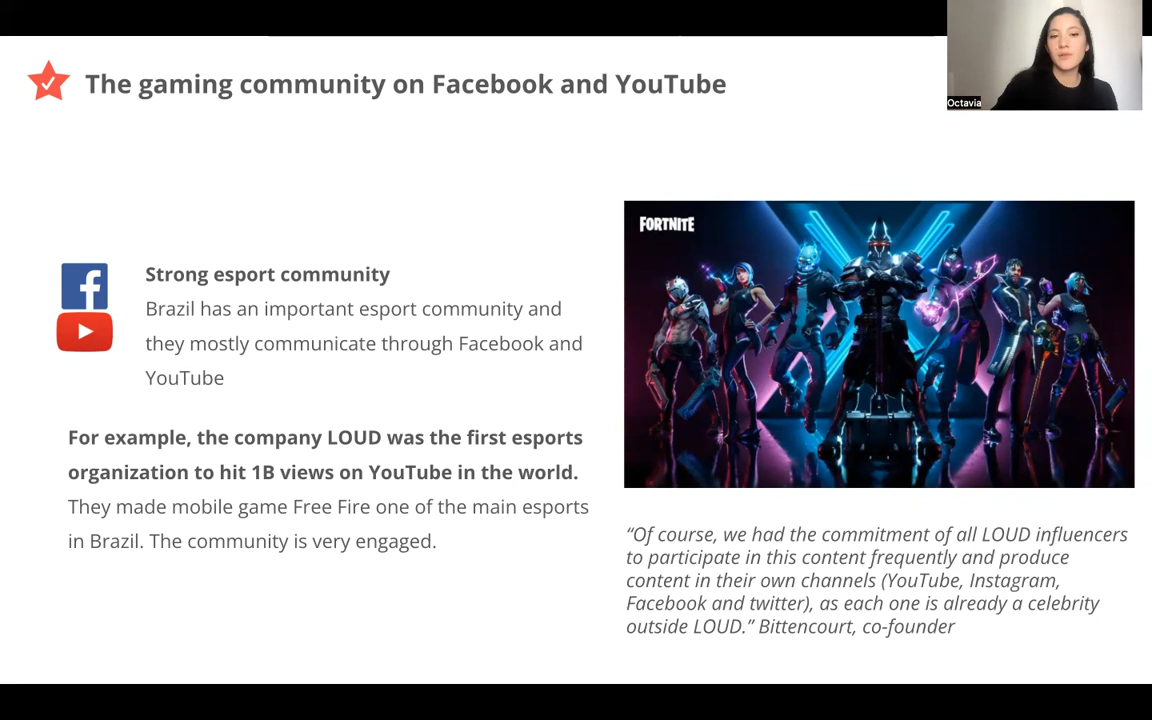 The gaming community on Facebook and YouTube
Octavia
Strong esport community
Brazil has an important esport community and
they mostly communicate through Facebook and
YouTube
For example, the company LOUD was the first esports
organization to hit 1B views on YouTube in the world.
They made mobile game Free Fire one of the main esports
in Brazil. The community is very engaged.
FORTNITE
“Of course, we had the commitment of all LOUD influencers
to participate in this content frequently and produce
content in their own channels (YouTube, Instagram,
Facebook and twitter), as each one is already a celebrity
outside LOUD.” Bittencourt, co-founder